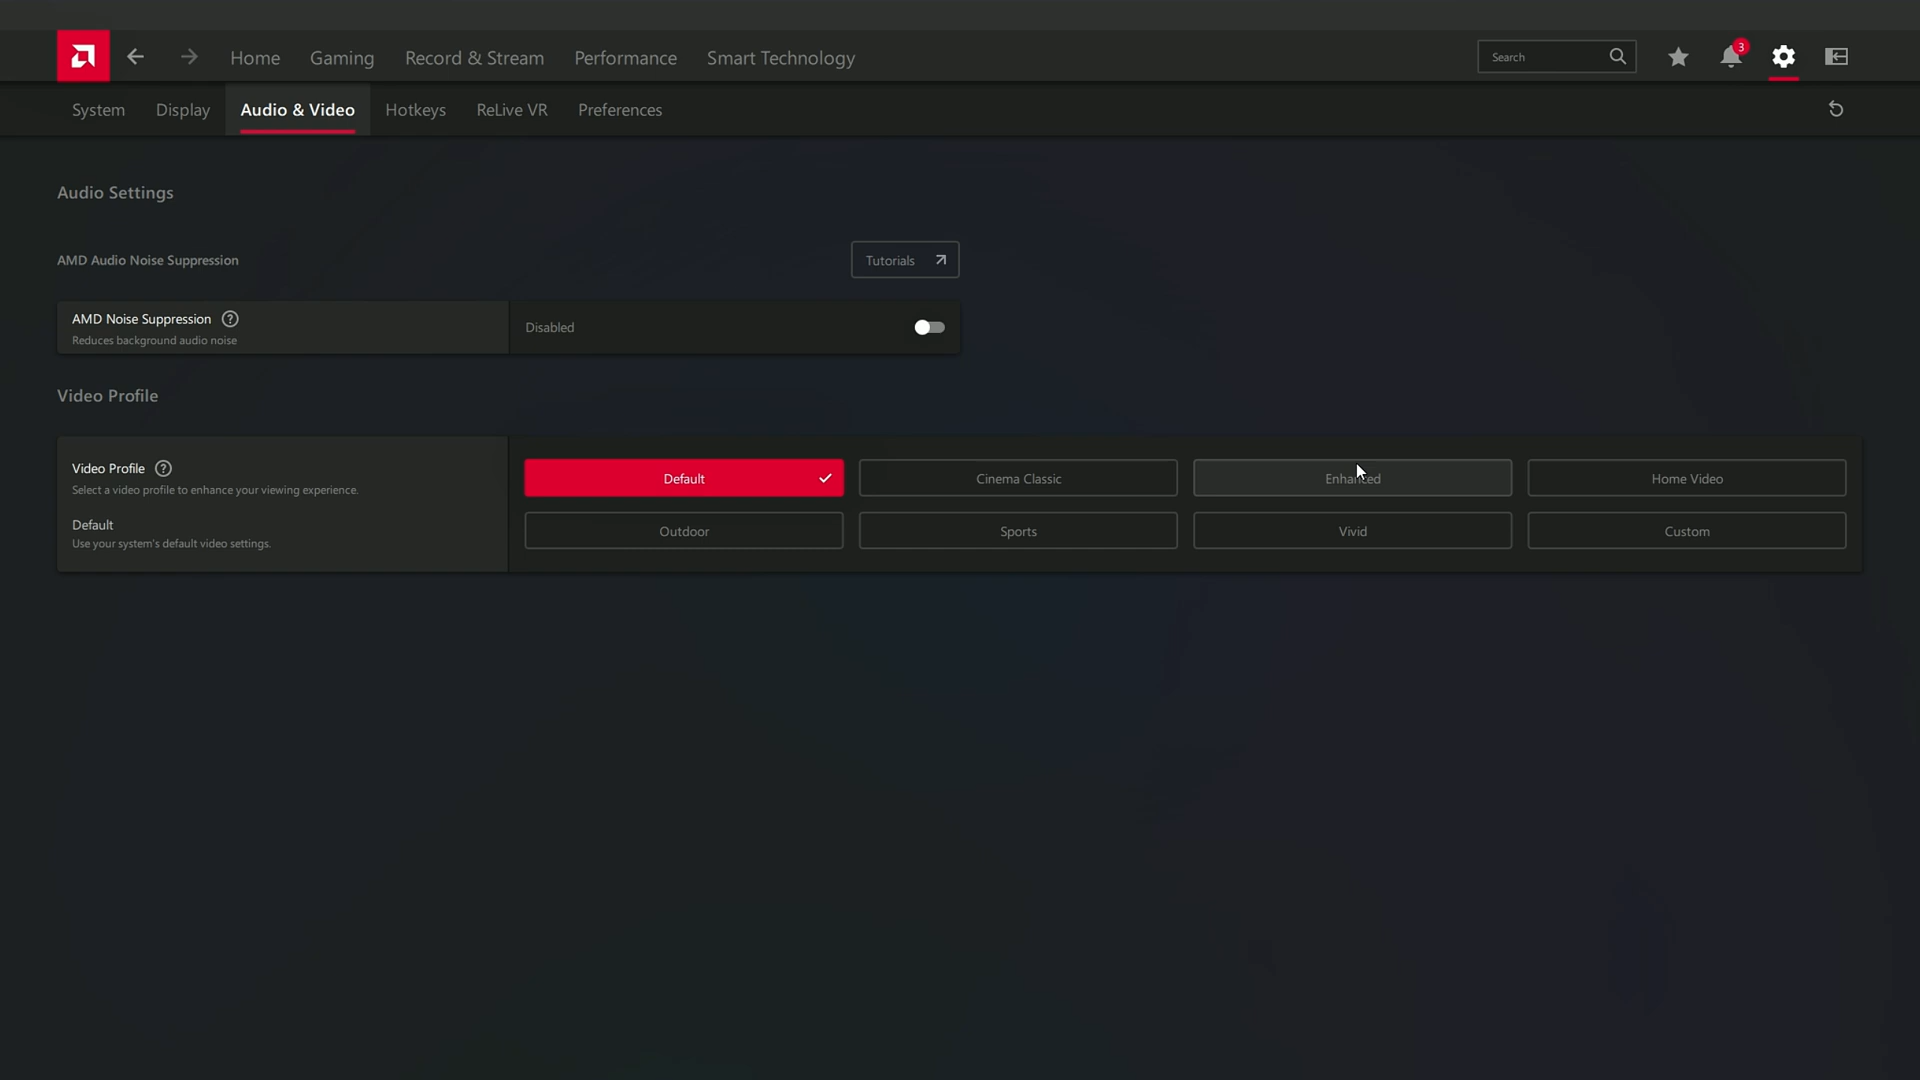 Home Gaming Record & Stream Performance Smart Technology Search 3
System Display Audio & Video Hotkeys ReLive VR Preferences
Audio Settings
AMD Audio Noise Suppression Tutorials
AMD Noise Suppression ?
Reduces background audio noise
Disabled
Video Profile
Video Profile ?
Select a video profile to enhance your viewing experience.
Default
Use your system's default video settings.
Default Cinema Classic Enhanced Home Video
Outdoor Sports Vivid Custom